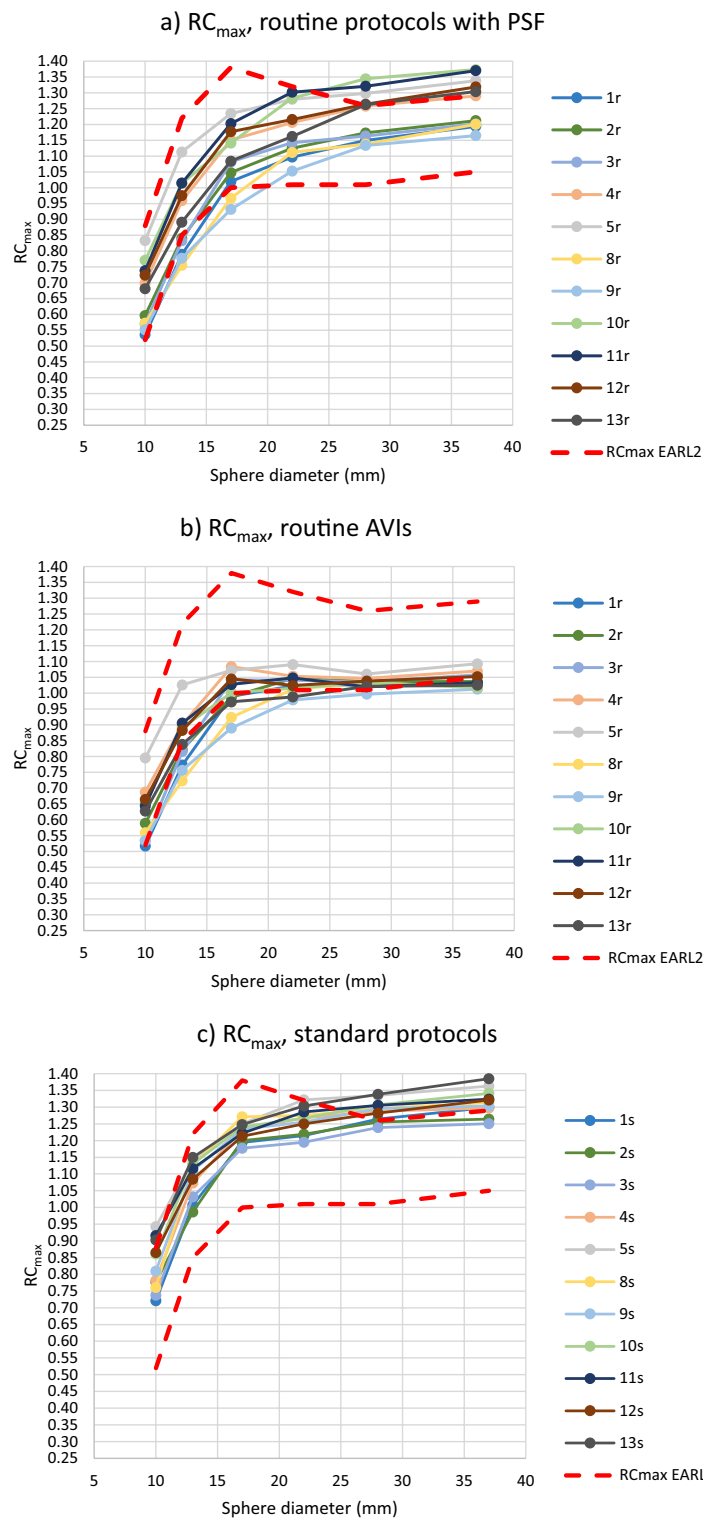 a) RCmax, routine protocols with PSF
1.40
1.35
1.30
1.25
1.20
1.15
1.10
1.05
1.00
0.95
0.90
0.85
0.80
0.75
0.70
0.65
0.60
0.55
0.50
0.45
0.40
0.35
0.30
0.25
RCmax
5 10 15 20 25 30 35 40
Sphere diameter (mm)
1r
2r
3r
4r
5r
8r
9r
10r
11r
12r
13r
RCmax EARL2
b) RCmax, routine AVIs
1.40
1.35
1.30
1.25
1.20
1.15
1.10
1.05
1.00
0.95
0.90
0.85
0.80
0.75
0.70
0.65
0.60
0.55
0.50
0.45
0.40
0.35
0.30
0.25
RCmax
5 10 15 20 25 30 35 40
Sphere diameter (mm)
1r
2r
3r
4r
5r
8r
9r
10r
11r
12r
13r
RCmax EARL2
c) RCmax, standard protocols
1.40
1.35
1.30
1.25
1.20
1.15
1.10
1.05
1.00
0.95
0.90
0.85
0.80
0.75
0.70
0.65
0.60
0.55
0.50
0.45
0.40
0.35
0.30
0.25
RCmax
5 10 15 20 25 30 35 40
Sphere diameter (mm)
1s
2s
3s
4s
5s
8s
9s
10s
11s
12s
13s
RCmax EARL